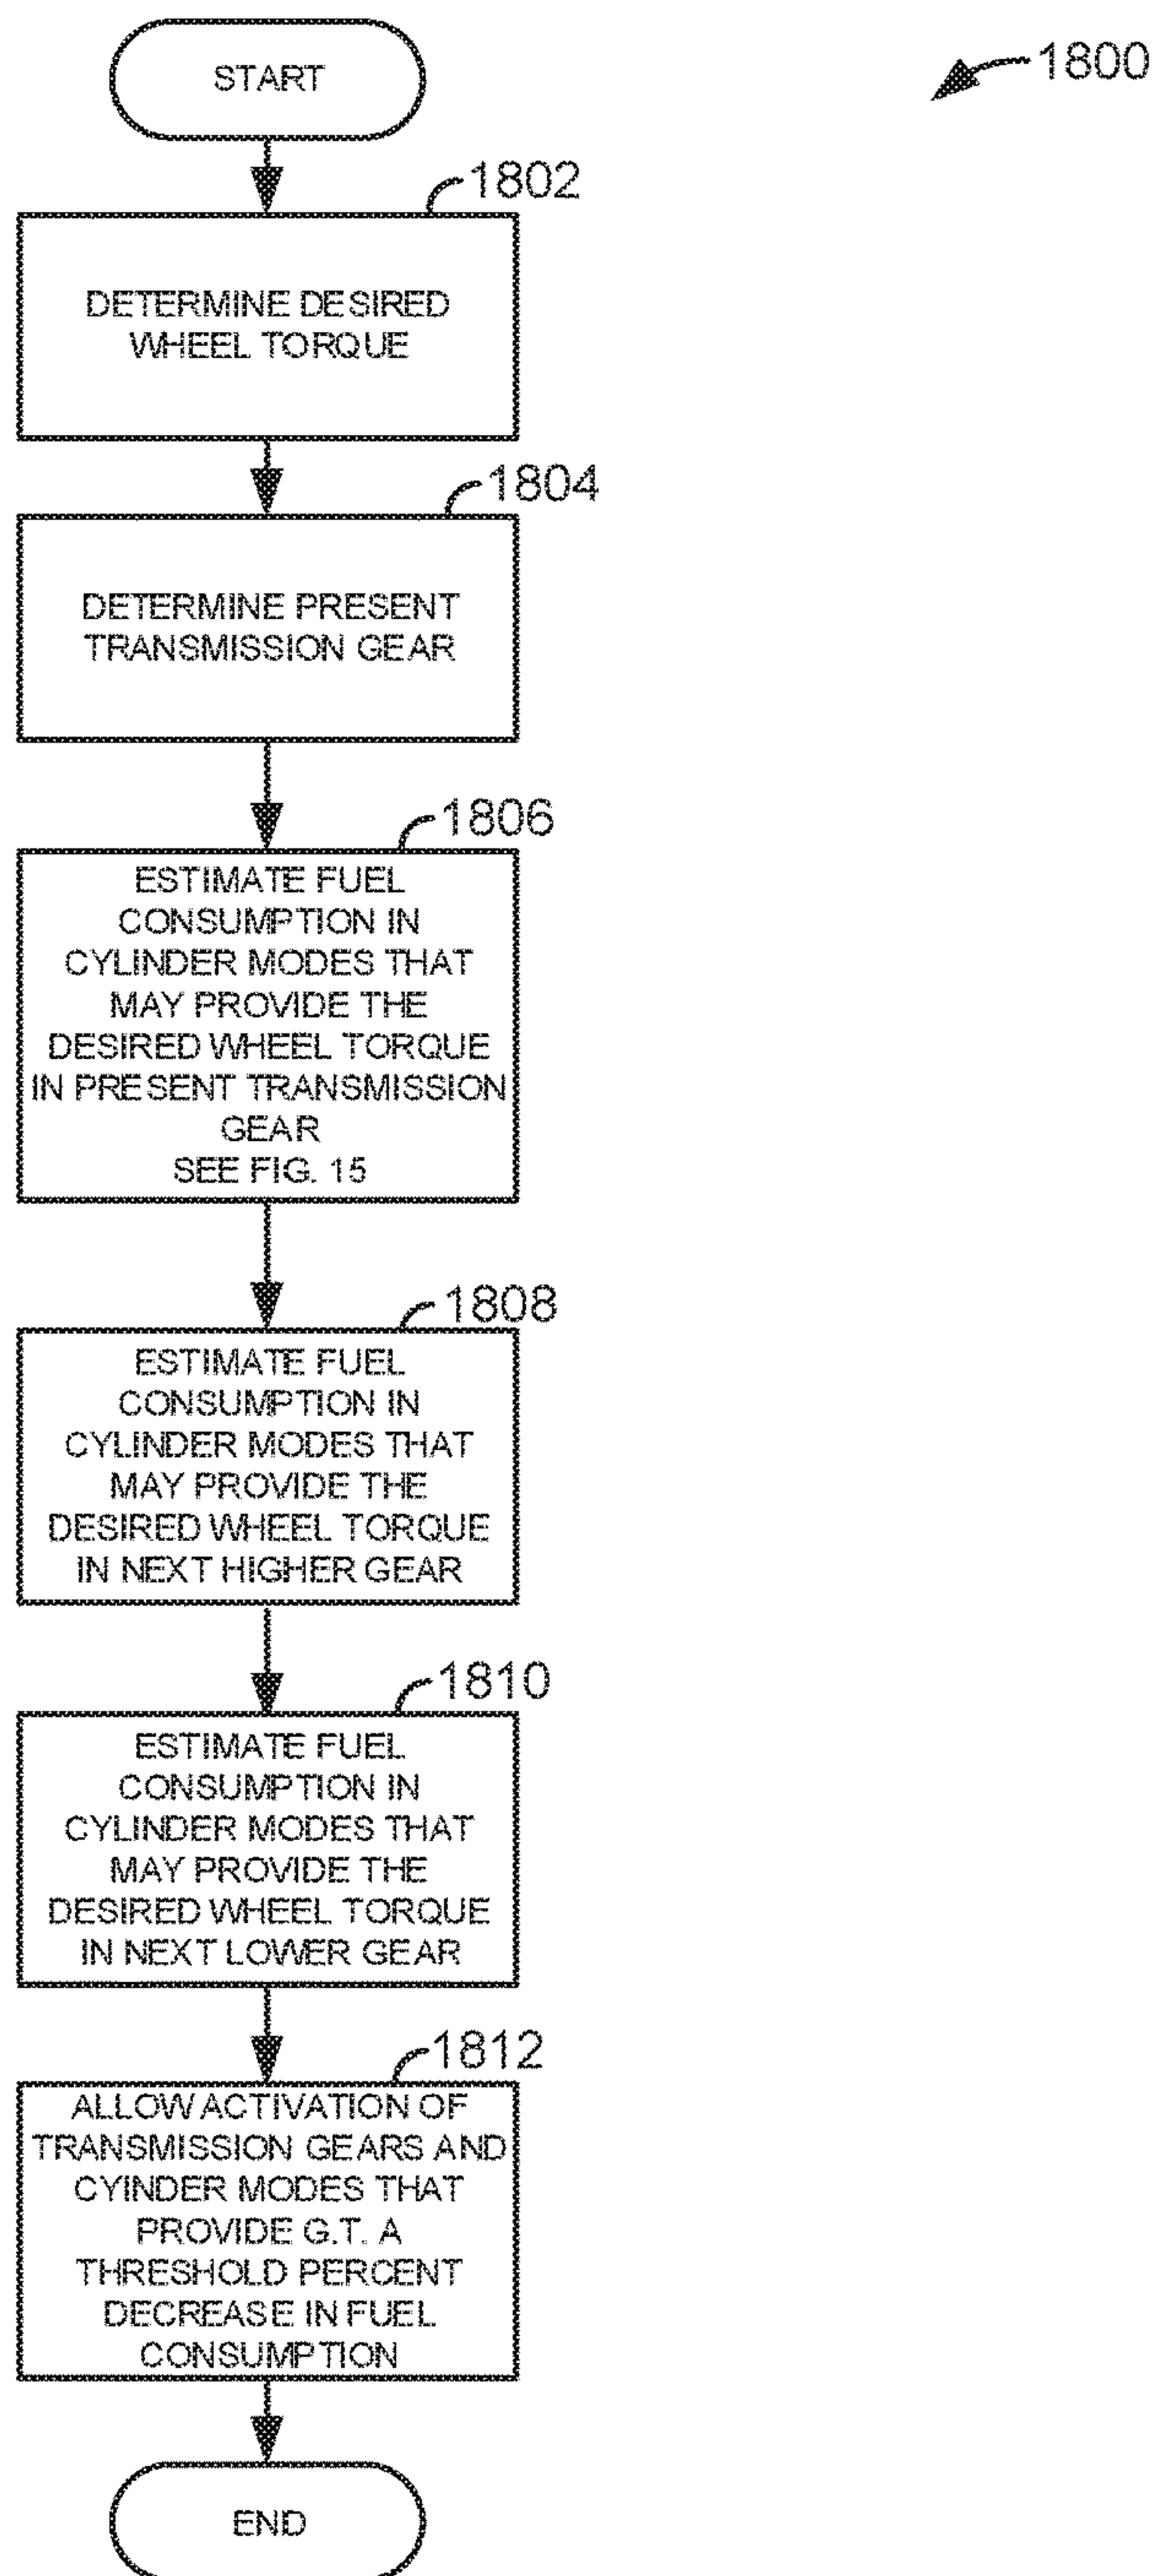 START
1800
1802
DETERMINE DESIRED
WHEEL TORQUE
1804
DETERMINE PRESENT
TRANSMISSION GEAR
1806
ESTIMATE FUEL
CONSUMPTION IN
CYLINDER MODES THAT
MAY PROVIDE THE
DESIRED WHEEL TORQUE
IN PRESENT TRANSMISSION
GEAR
SEE FIG. 15
1808
ESTIMATE FUEL
CONSUMPTION IN
CYLINDER MODES THAT
MAY PROVIDE THE
DESIRED WHEEL TORQUE
IN NEXT HIGHER GEAR
1810
ESTIMATE FUEL
CONSUMPTION IN
CYLINDER MODES THAT
MAY PROVIDE THE
DESIRED WHEEL TORQUE
IN NEXT LOWER GEAR
1812
ALLOW ACTIVATION OF
TRANSMISSION GEARS AND
CYINDER MODES THAT
PROVIDE G.T. A
THRESHOLD PERCENT
DECREASE IN FUEL
CONSUMPTION
END